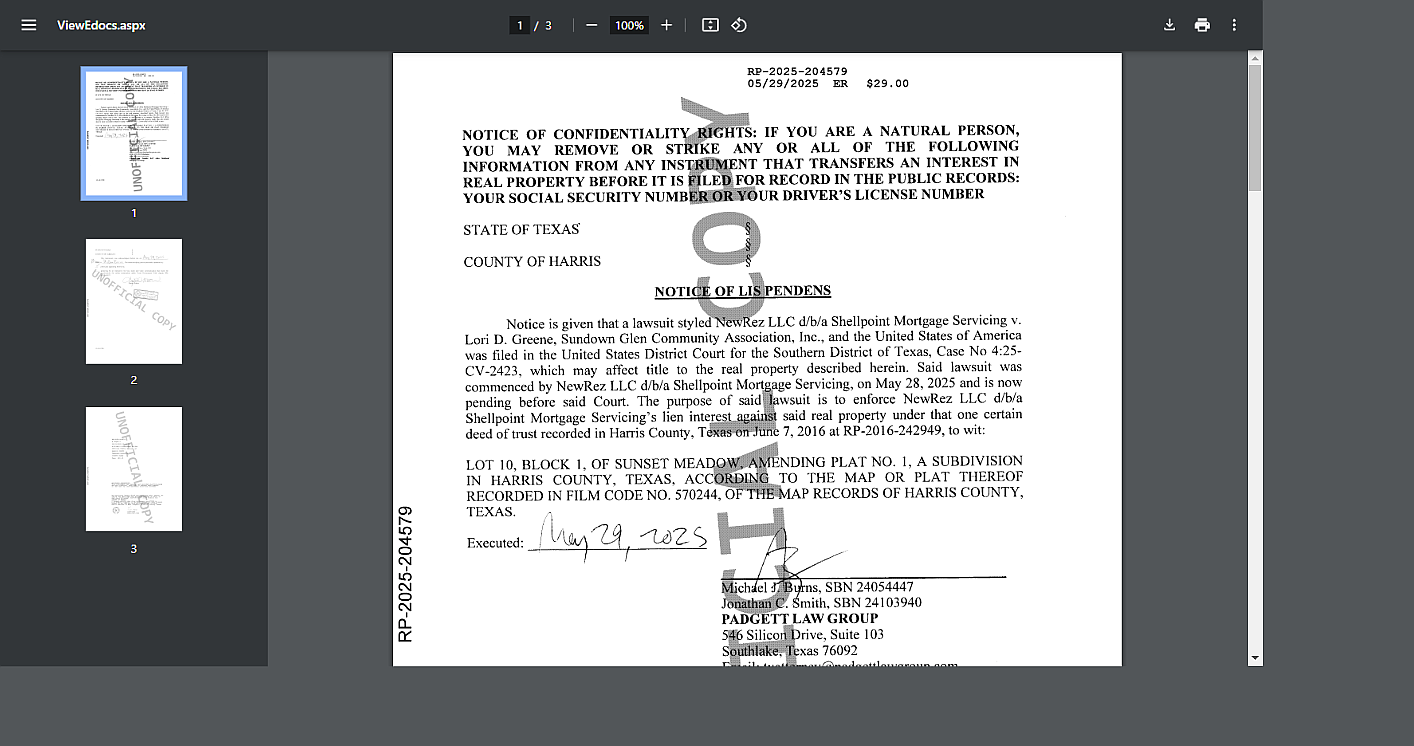 ViewEdocs.aspx
1 / 3
100%
1
2
3
UNOFFICIAL COPY
UNOFFICIAL COPY
UNOFFICIAL COPY
RP-2025-204579
05/29/2025 ER $29.00
NOTICE OF CONFIDENTIALITY RIGHTS: IF YOU ARE A NATURAL PERSON,
YOU MAY REMOVE OR STRIKE ANY OR ALL OF THE FOLLOWING
INFORMATION FROM ANY INSTRUMENT THAT TRANSFERS AN INTEREST IN
REAL PROPERTY BEFORE IT IS FILED FOR RECORD IN THE PUBLIC RECORDS:
YOUR SOCIAL SECURITY NUMBER OR YOUR DRIVER'S LICENSE NUMBER
STATE OF TEXAS §
§
COUNTY OF HARRIS §
NOTICE OF LIS PENDENS
Notice is given that a lawsuit styled NewRez LLC d/b/a Shellpoint Mortgage Servicing v.
Lori D. Greene, Sundown Glen Community Association, Inc., and the United States of America
was filed in the United States District Court for the Southern District of Texas, Case No 4:25-
CV-2423, which may affect title to the real property described herein. Said lawsuit was
commenced by NewRez LLC d/b/a Shellpoint Mortgage Servicing, on May 28, 2025 and is now
pending before said Court. The purpose of said lawsuit is to enforce NewRez LLC d/b/a
Shellpoint Mortgage Servicing's lien interest against said real property under that one certain
deed of trust recorded in Harris County, Texas on June 7, 2016 at RP-2016-242949, to wit:
LOT 10, BLOCK 1, OF SUNSET MEADOW, AMENDING PLAT NO. 1, A SUBDIVISION
IN HARRIS COUNTY, TEXAS, ACCORDING TO THE MAP OR PLAT THEREOF
RECORDED IN FILM CODE NO. 570244, OF THE MAP RECORDS OF HARRIS COUNTY,
TEXAS.
Executed: May 29, 2025
Michael J. Burns, SBN 24054447
Jonathan C. Smith, SBN 24103940
PADGETT LAW GROUP
546 Silicon Drive, Suite 103
Southlake, Texas 76092
RP-2025-204579
ICIAL COPY